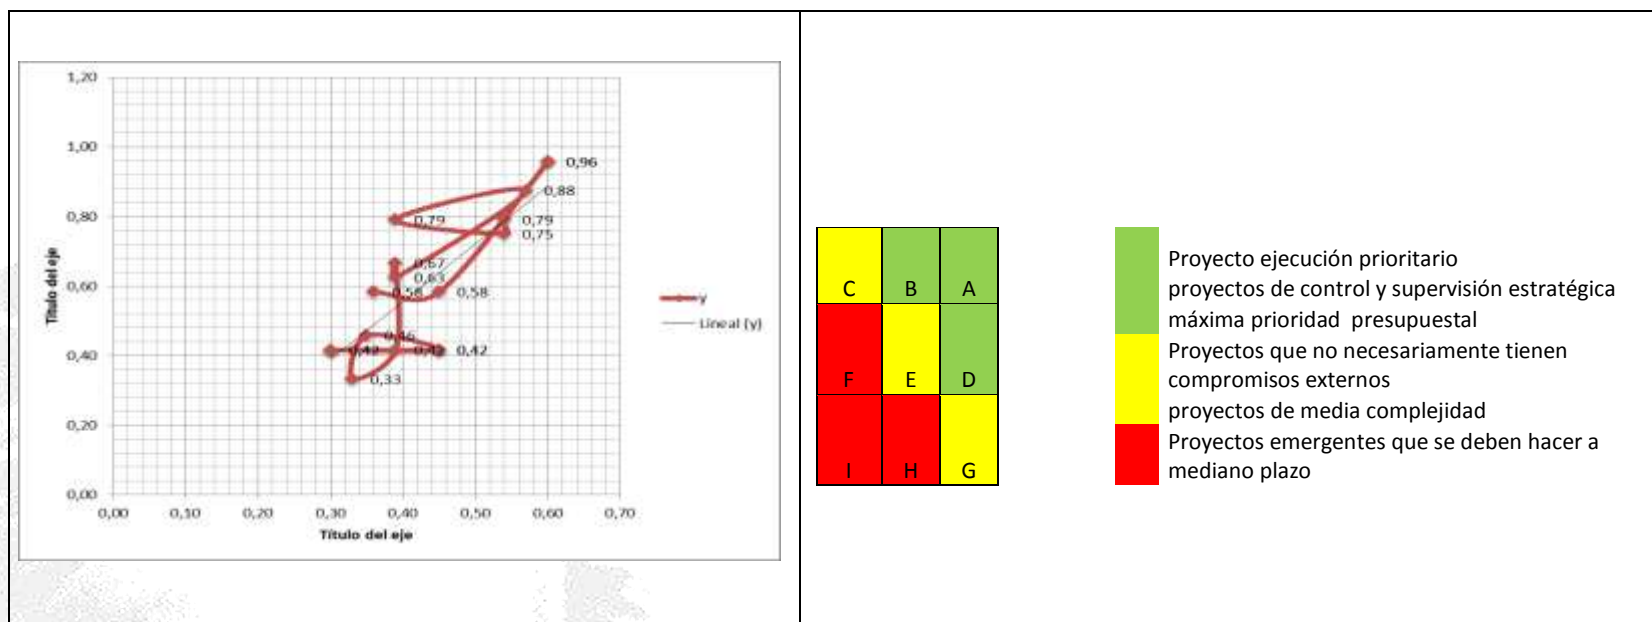 1,20
1,00
0,80
0,60
0,40
0,20
0,00
Título del eje
0,96
0,88
0,79
0,79
0,75
0,67
0,63
0,58
0,58
0,46
0,42
0,42
0,42
0,33
y
Lineal (y)
0,00 0,10 0,20 0,30 0,40 0,50 0,60 0,70
Título del eje
C B A
F E D
I H G
Proyecto ejecución prioritario
proyectos de control y supervisión estratégica
máxima prioridad presupuestal
Proyectos que no necesariamente tienen
compromisos externos
proyectos de media complejidad
Proyectos emergentes que se deben hacer a
mediano plazo